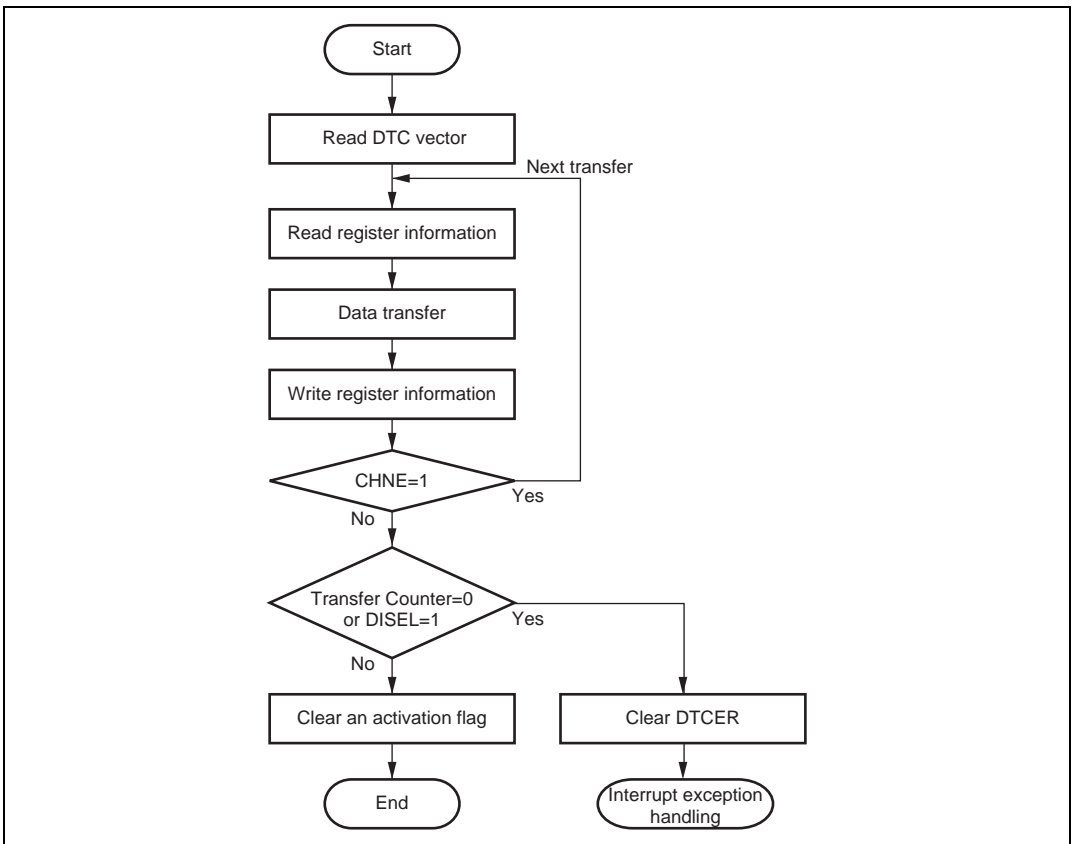 Start
Read DTC vector
Next transfer
Read register information
Data transfer
Write register information
CHNE=1
Yes
No
Transfer Counter=0
or DISEL=1
Yes
No
Clear an activation flag
Clear DTCER
End
Interrupt exception
handling